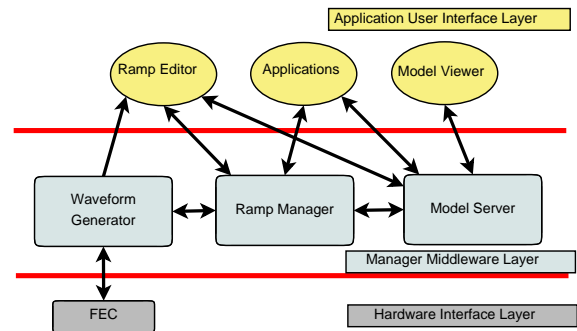 Application User Interface Layer
Ramp Editor
Applications
Model Viewer
Waveform
Generator
Ramp Manager
Model Server
Manager Middleware Layer
FEC
Hardware Interface Layer